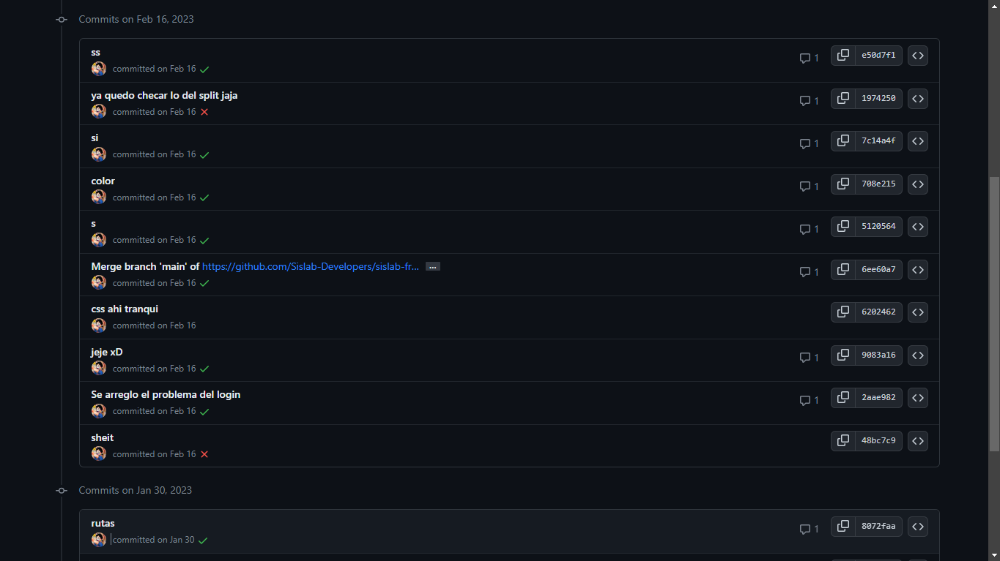 Commits on Feb 16, 2023
ss
committed on Feb 16
1
e50d7f1
ya quedo checar lo del split jaja
committed on Feb 16
1
1974250
si
committed on Feb 16
1
7c14a4f
color
committed on Feb 16
1
708e215
s
committed on Feb 16
1
5120564
Merge branch 'main' of https://github.com/Sislab-Developers/sislab-fr... ...
committed on Feb 16
1
6ee60a7
css ahi tranqui
committed on Feb 16
6202462
jeje xD
committed on Feb 16
1
9083a16
Se arreglo el problema del login
committed on Feb 16
1
2aae982
sheit
committed on Feb 16
48bc7c9
Commits on Jan 30, 2023
rutas
committed on Jan 30
1
8072faa